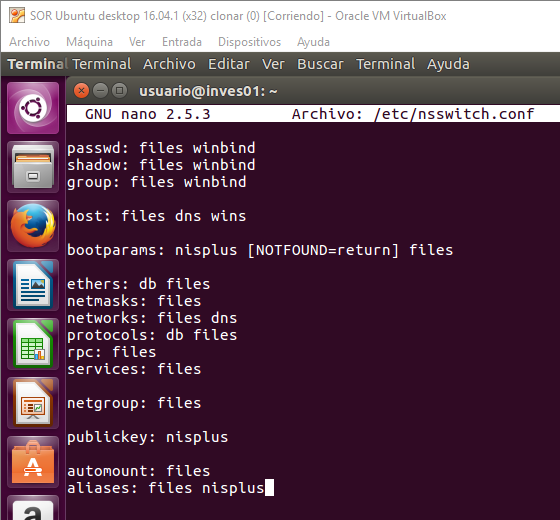 SOR Ubuntu desktop 16.04.1 (x32) clonar (0) [Corriendo] - Oracle VM VirtualBox
Archivo Máquina Ver Entrada Dispositivos Ayuda
Terminal Terminal Archivo Editar Ver Buscar Terminal Ayuda
usuario@inves01: ~
GNU nano 2.5.3 Archivo: /etc/nsswitch.conf
passwd: files winbind
shadow: files winbind
group: files winbind
host: files dns wins
bootparams: nisplus [NOTFOUND=return] files
ethers: db files
netmasks: files
networks: files dns
protocols: db files
rpc: files
services: files
netgroup: files
publickey: nisplus
automount: files
aliases: files nisplus